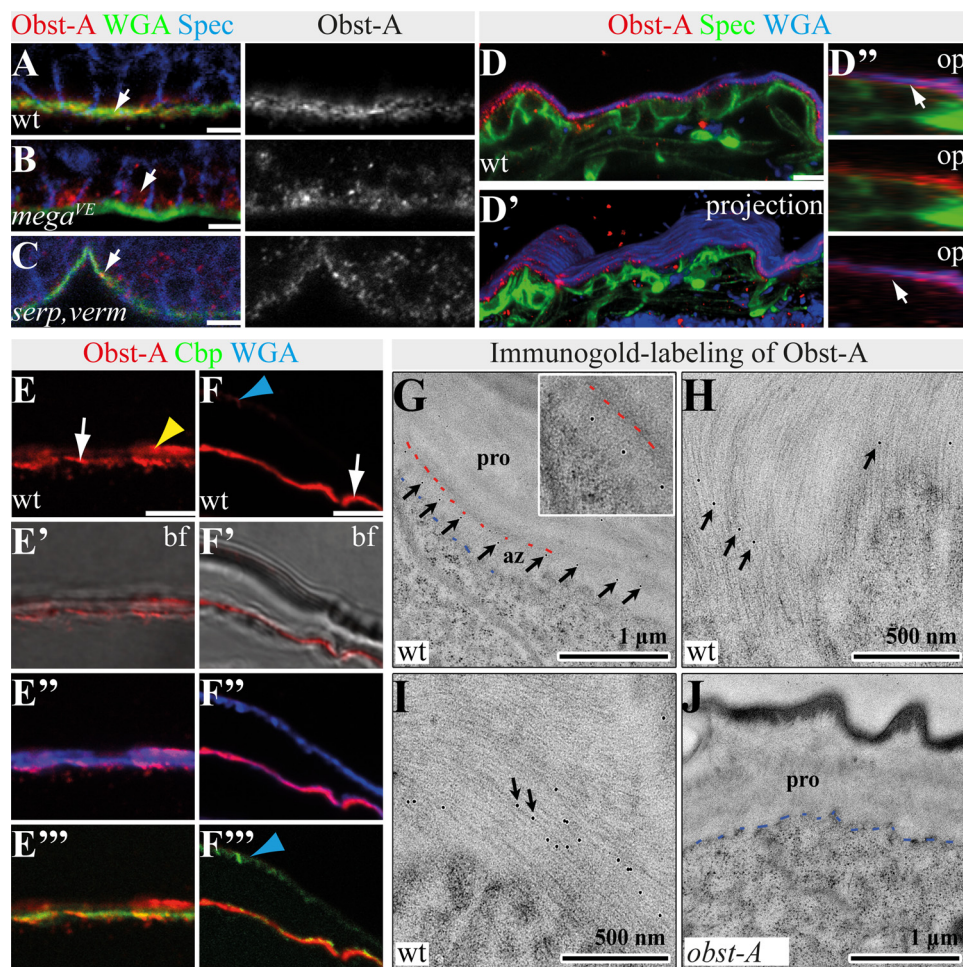 Obst-A WGA Spec
Obst-A
Obst-A Spec WGA
A
wt
B
mega^VE
C
serp,verm
D
wt
D'
projection
D''
op
op
op
Obst-A Cbp WGA
Immunogold-labeling of Obst-A
E
wt
F
wt
E'
bf
F'
bf
E''
F''
E'''
F'''
G
pro
az
wt
1 µm
H
wt
500 nm
I
wt
500 nm
J
pro
obst-A
1 µm